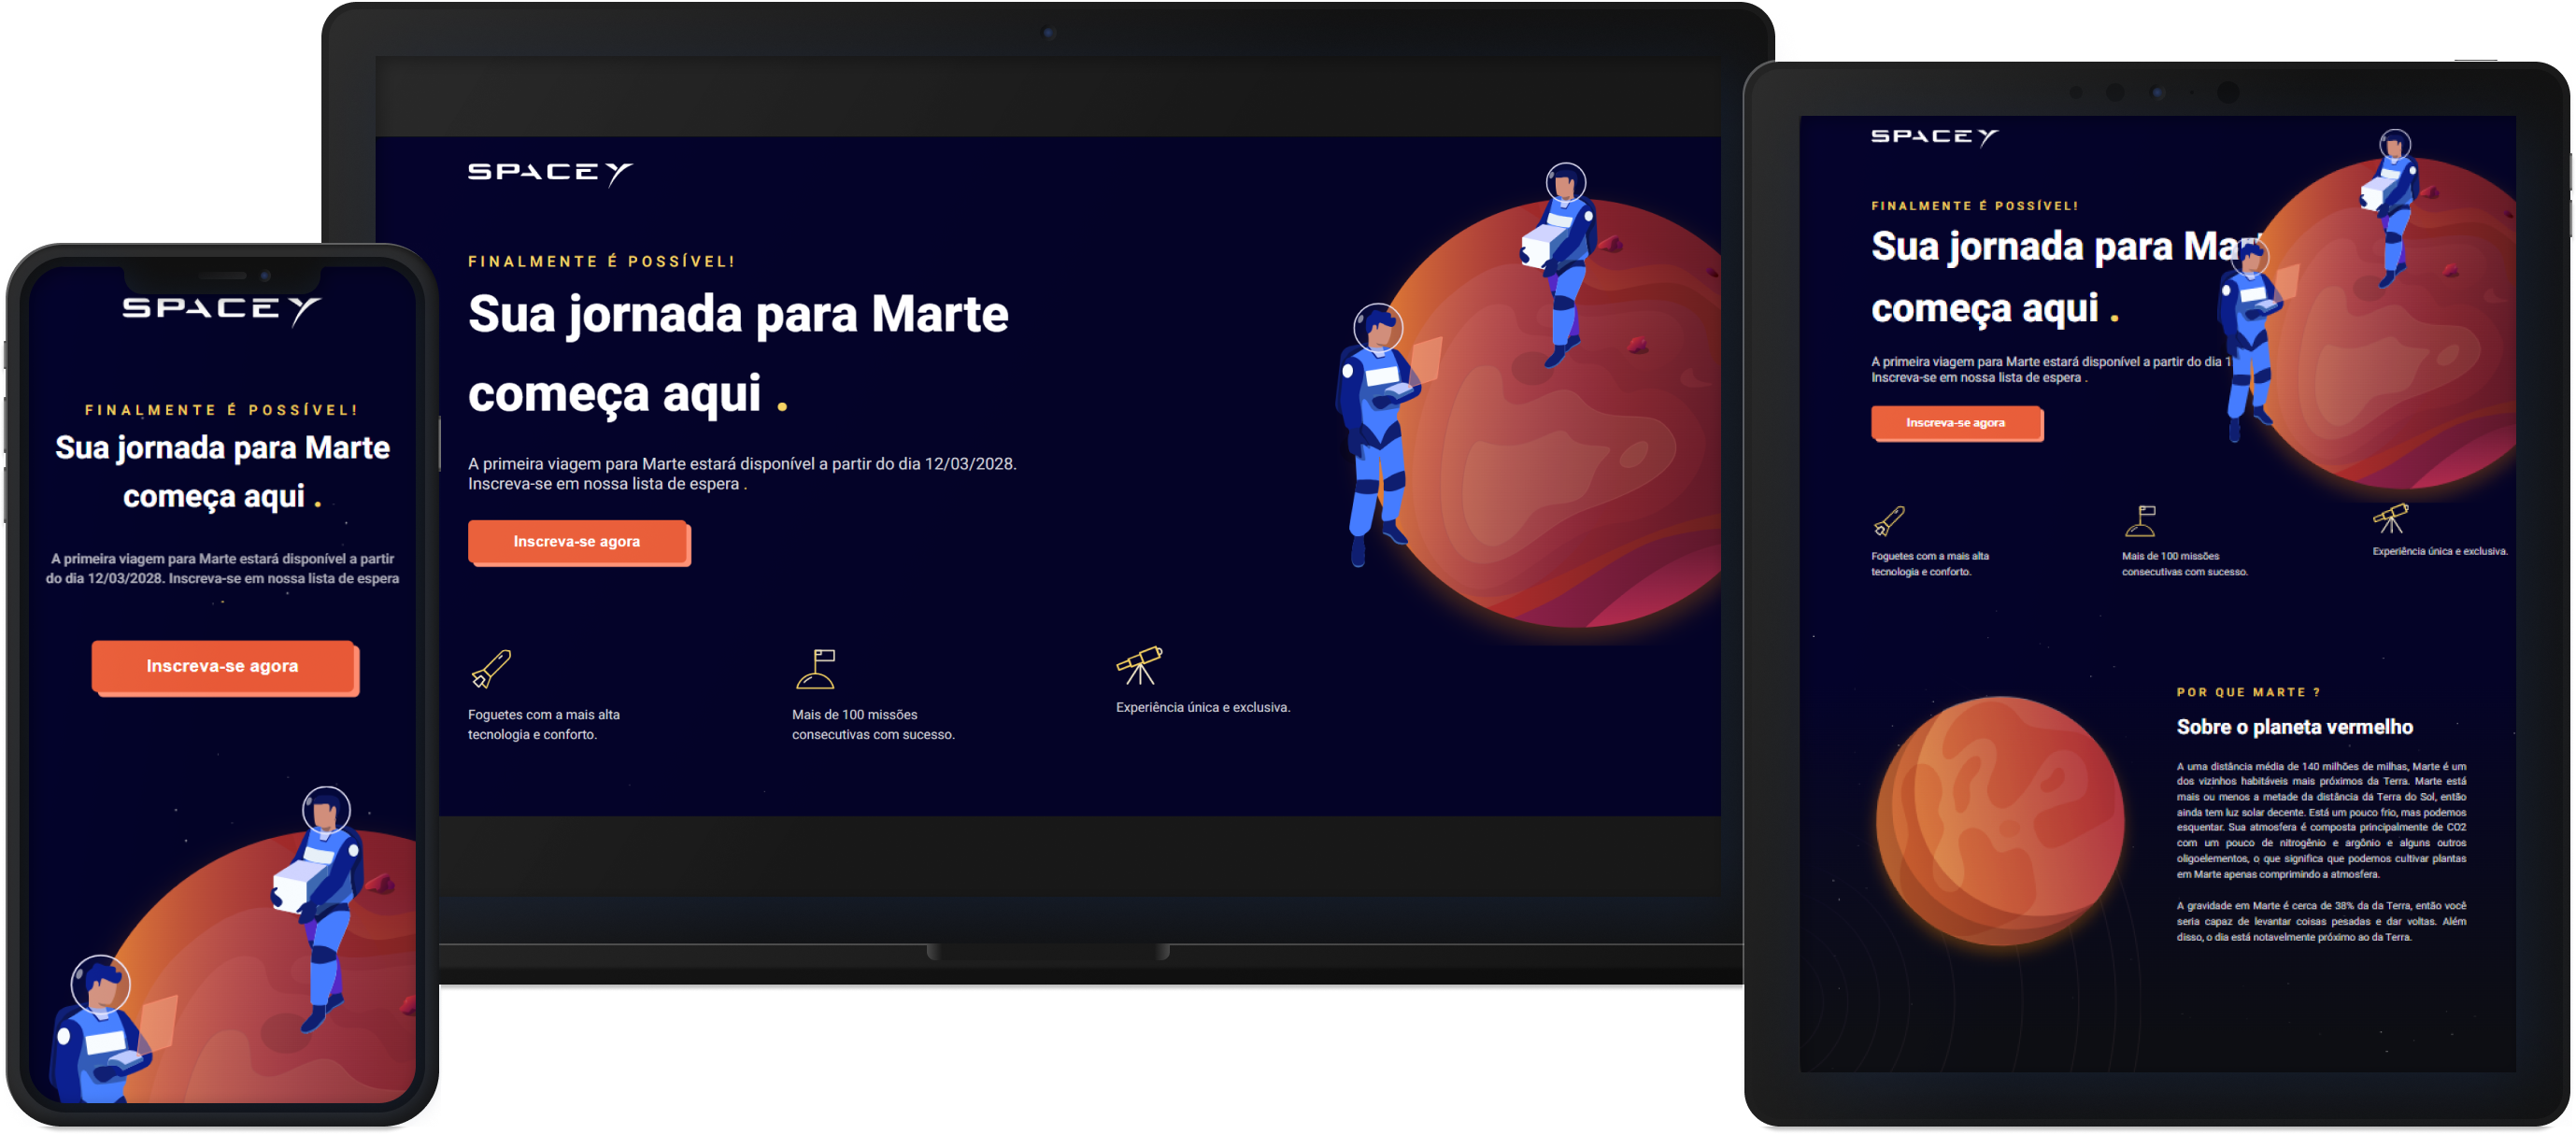 SPACEY
FINALMENTE É POSSÍVEL!
Sua jornada para Marte
começa aqui .
A primeira viagem para Marte estará disponível a partir
do dia 12/03/2028. Inscreva-se em nossa lista de espera
Inscreva-se agora
SPACEY
FINALMENTE É POSSÍVEL!
Sua jornada para Marte
começa aqui .
A primeira viagem para Marte estará disponível a partir do dia 12/03/2028.
Inscreva-se em nossa lista de espera .
Inscreva-se agora
Foguetes com a mais alta
tecnologia e conforto.
Mais de 100 missões
consecutivas com sucesso.
Experiência única e exclusiva.
SPACEY
FINALMENTE É POSSÍVEL!
Sua jornada para Mar
começa aqui .
A primeira viagem para Marte estará disponível a partir do dia 1
Inscreva-se em nossa lista de espera .
Inscreva-se agora
Foguetes com a mais alta
tecnologia e conforto.
Mais de 100 missões
consecutivas com sucesso.
Experiência única e exclusiva.
POR QUE MARTE ?
Sobre o planeta vermelho
A uma distância média de 140 milhões de milhas, Marte é um
dos vizinhos habitáveis mais próximos da Terra. Marte está
mais ou menos a metade da distância da Terra do Sol, então
ainda tem luz solar decente. Está um pouco frio, mas podemos
esquentar. Sua atmosfera é composta principalmente de CO2
com um pouco de nitrogênio e argônio e alguns outros
oligoelementos, o que significa que podemos cultivar plantas
em Marte apenas comprimindo a atmosfera.
A gravidade em Marte é cerca de 38% da da Terra, então você
seria capaz de levantar coisas pesadas e dar voltas. Além
disso, o dia está notavelmente próximo ao da Terra.